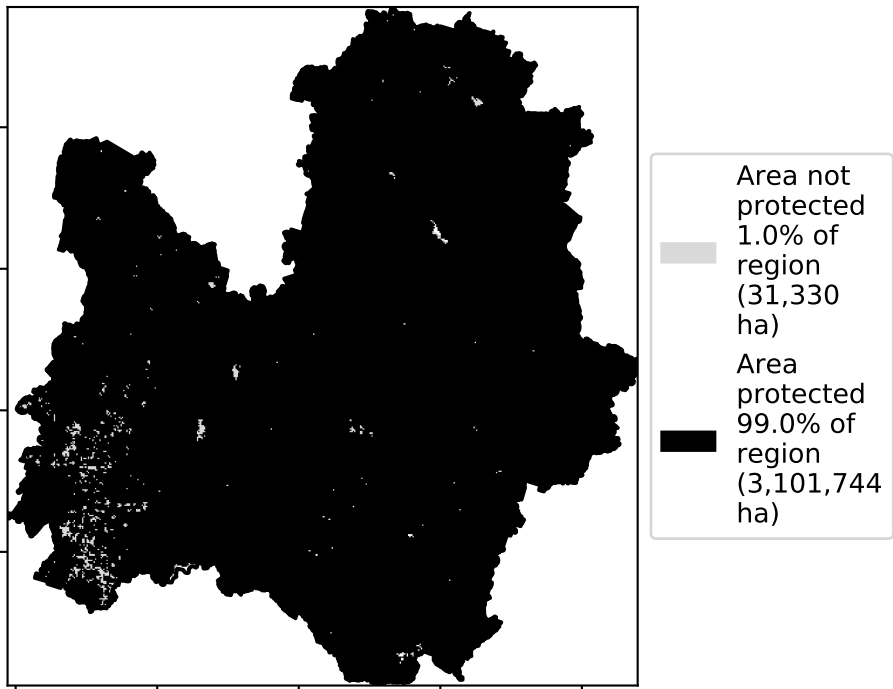 Area not
protected
1.0% of
region
(31,330
ha)
Area
protected
99.0% of
region
(3,101,744
ha)